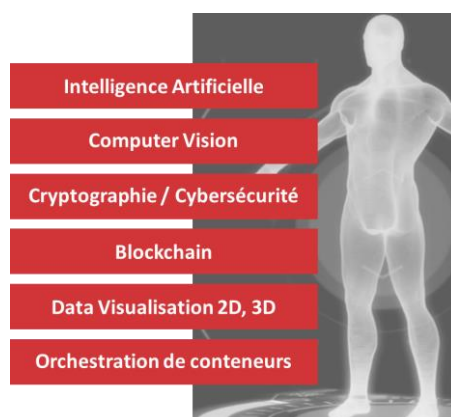 Intelligence Artificielle
Computer Vision
Cryptographie / Cybersécurité
Blockchain
Data Visualisation 2D, 3D
Orchestration de conteneurs